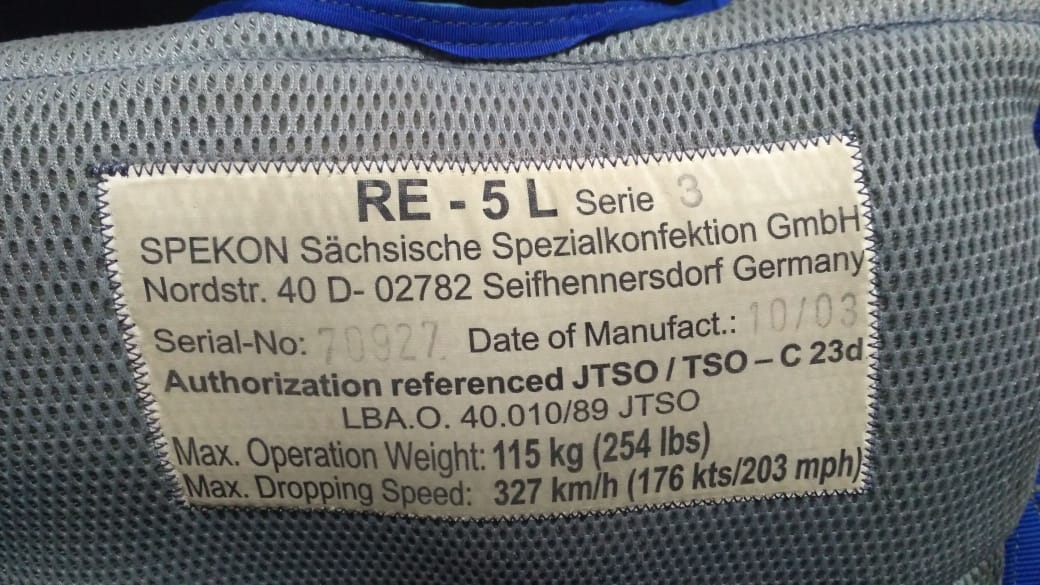 RE - 5 L Serie 3
SPEKON Sächsische Spezialkonfektion GmbH
Nordstr. 40 D- 02782 Seifhennersdorf Germany
Serial-No: 70927 Date of Manufact.: 10/03
Authorization referenced JTSO / TSO – C 23d
LBA.O. 40.010/89 JTSO
Max. Operation Weight: 115 kg (254 lbs)
Max. Dropping Speed: 327 km/h (176 kts/203 mph)